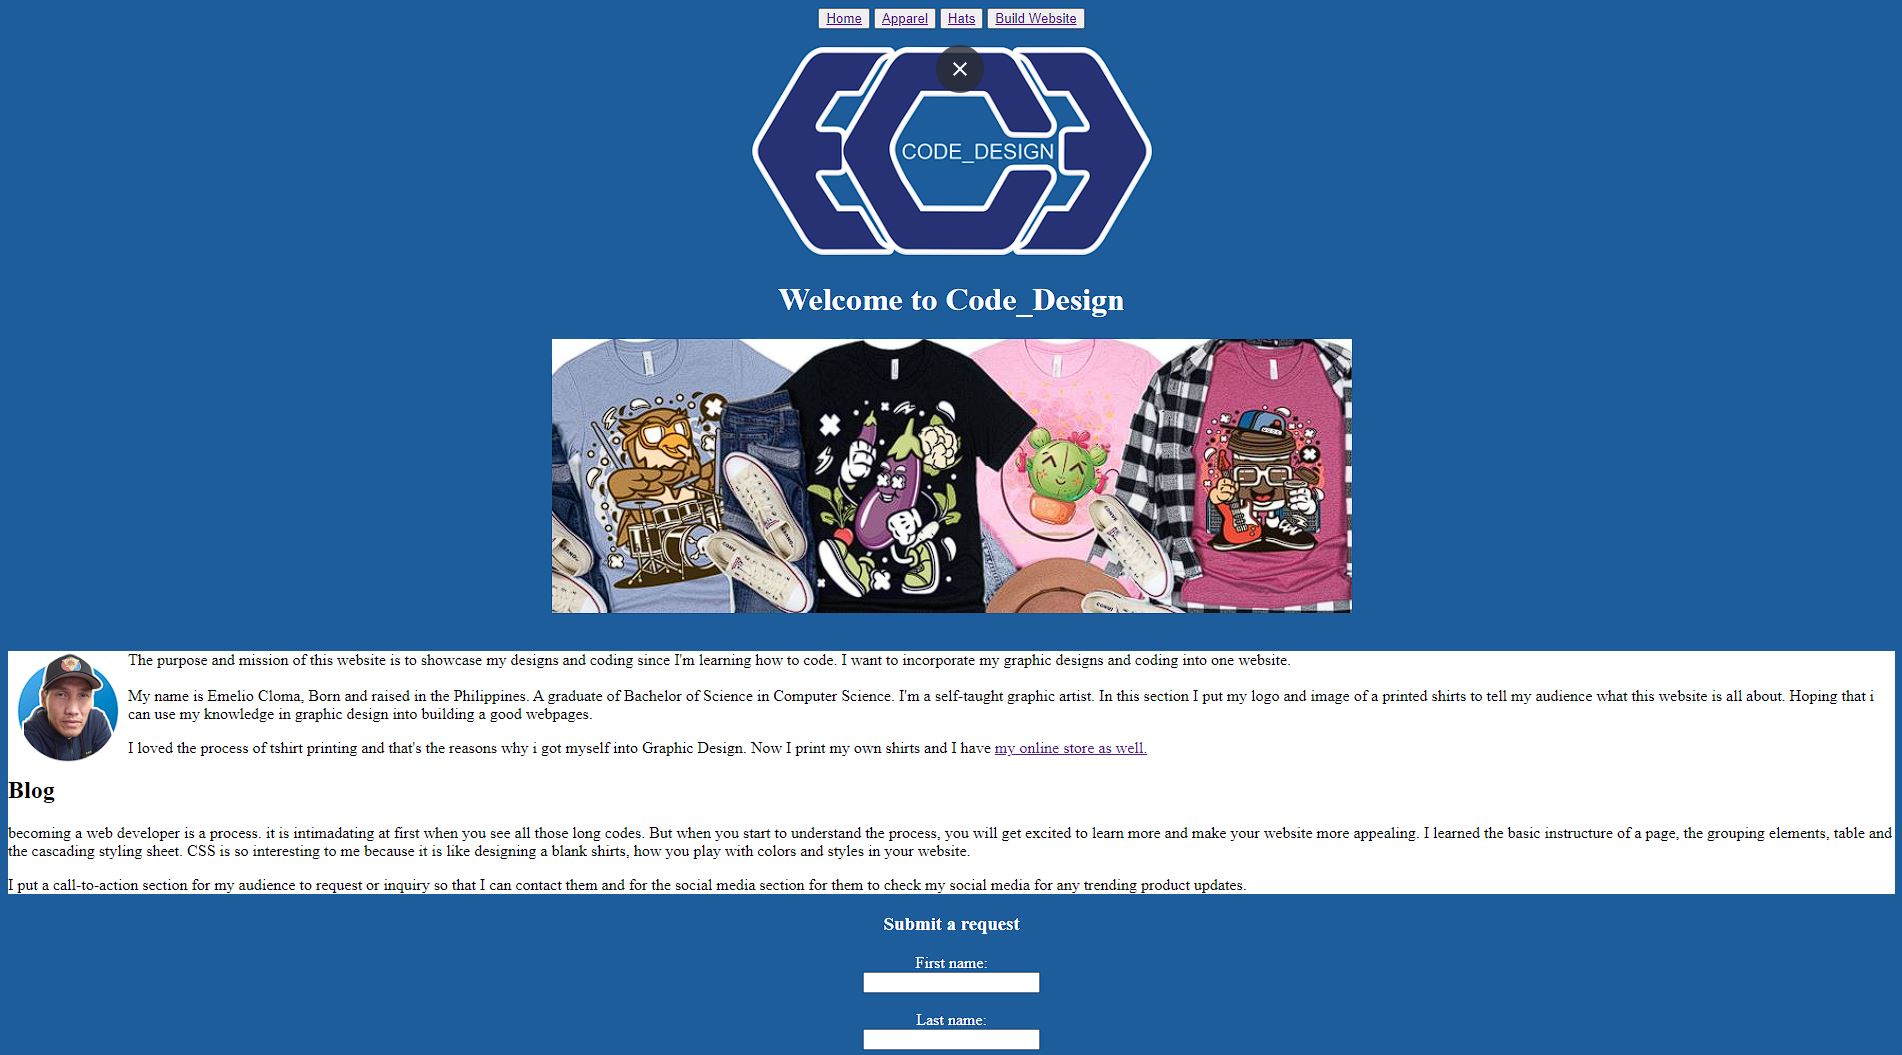 Home Apparel Hats Build Website
CODE_DESIGN
Welcome to Code_Design
The purpose and mission of this website is to showcase my designs and coding since I'm learning how to code. I want to incorporate my graphic designs and coding into one website.
My name is Emelio Cloma, Born and raised in the Philippines. A graduate of Bachelor of Science in Computer Science. I'm a self-taught graphic artist. In this section I put my logo and image of a printed shirts to tell my audience what this website is all about. Hoping that i
can use my knowledge in graphic design into building a good webpages.
I loved the process of tshirt printing and that's the reasons why i got myself into Graphic Design. Now I print my own shirts and I have my online store as well.
Blog
becoming a web developer is a process. it is intimadating at first when you see all those long codes. But when you start to understand the process, you will get excited to learn more and make your website more appealing. I learned the basic instructure of a page, the grouping elements, table and
the cascading styling sheet. CSS is so interesting to me because it is like designing a blank shirts, how you play with colors and styles in your website.
I put a call-to-action section for my audience to request or inquiry so that I can contact them and for the social media section for them to check my social media for any trending product updates.
Submit a request
First name:
Last name: